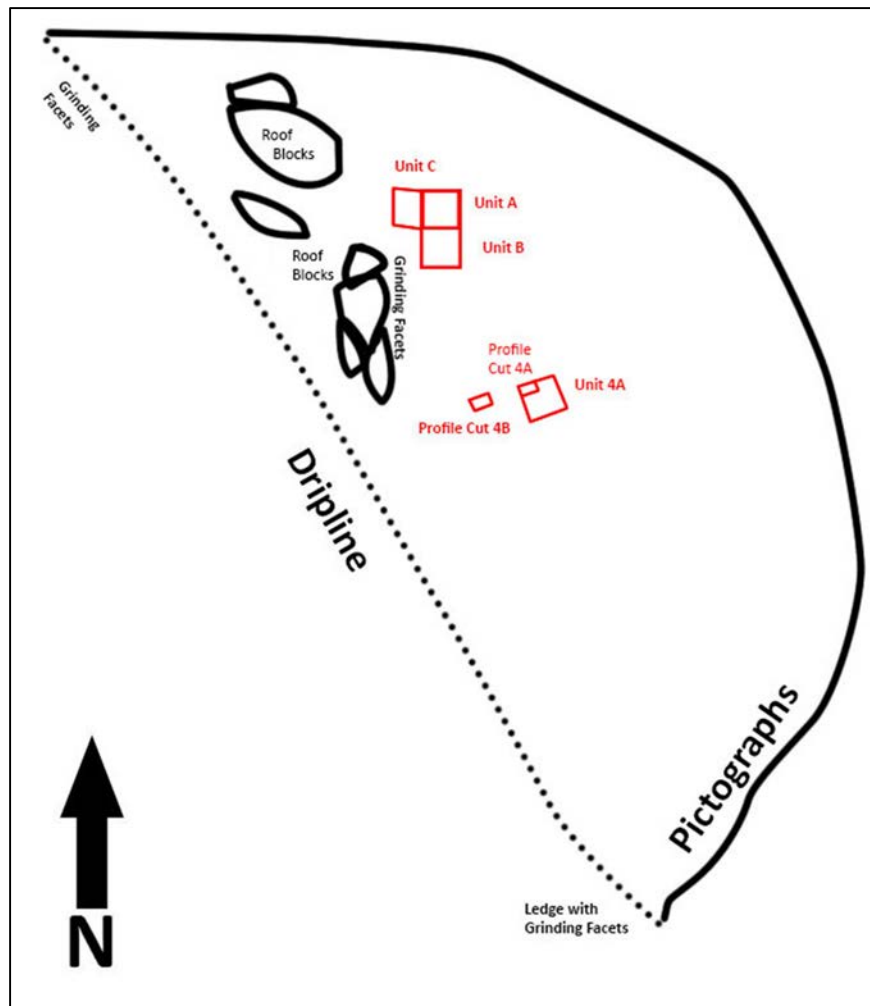 Grinding
Facets
Roof
Blocks
Unit C
Unit A
Unit B
Roof
Blocks
Grinding Facets
Profile
Cut 4A
Unit 4A
Profile Cut 4B
Dripline
Pictographs
Ledge with
Grinding Facets
N